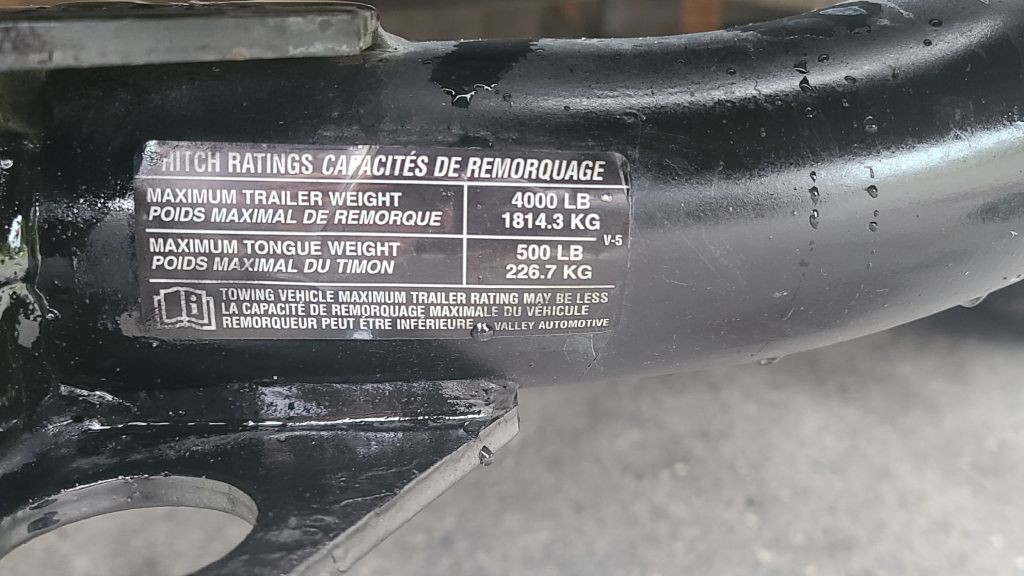 HITCH RATINGS CAPACITÉS DE REMORQUAGE
MAXIMUM TRAILER WEIGHT 4000 LB
POIDS MAXIMAL DE REMORQUE 1814.3 KG
V-5
MAXIMUM TONGUE WEIGHT 500 LB
POIDS MAXIMAL DU TIMON 226.7 KG
TOWING VEHICLE MAXIMUM TRAILER RATING MAY BE LESS
LA CAPACITÉ DE REMORQUAGE MAXIMALE DU VÉHICULE
REMORQUEUR PEUT ÊTRE INFÉRIEURE VALLEY AUTOMOTIVE